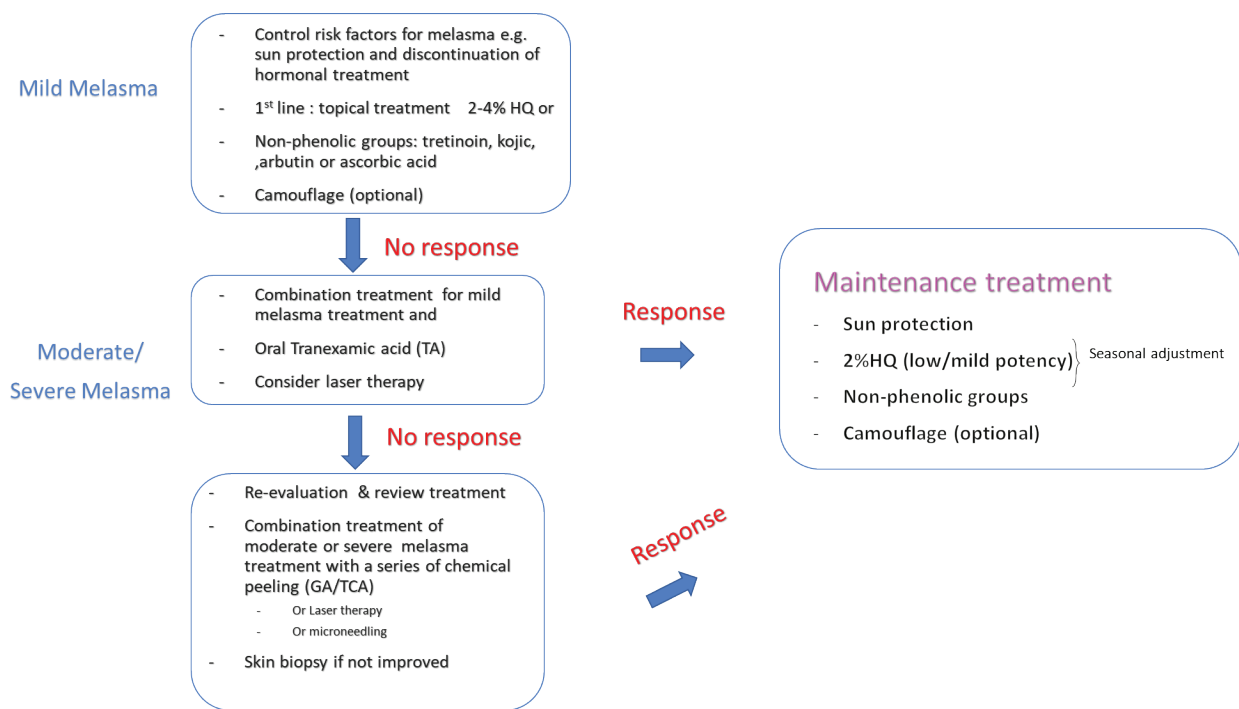 Mild Melasma
- Control risk factors for melasma e.g.
sun protection and discontinuation of
hormonal treatment
- 1st line : topical treatment 2-4% HQ or
- Non-phenolic groups: tretinoin, kojic,
,arbutin or ascorbic acid
- Camouflage (optional)
No response
Moderate/
Severe Melasma
- Combination treatment for mild
melasma treatment and
- Oral Tranexamic acid (TA)
- Consider laser therapy
Response
No response
- Re-evaluation & review treatment
- Combination treatment of
moderate or severe melasma
treatment with a series of chemical
peeling (GA/TCA)
- Or Laser therapy
- Or microneedling
- Skin biopsy if not improved
Response
Maintenance treatment
- Sun protection
- 2%HQ (low/mild potency)
Seasonal adjustment
- Non-phenolic groups
- Camouflage (optional)